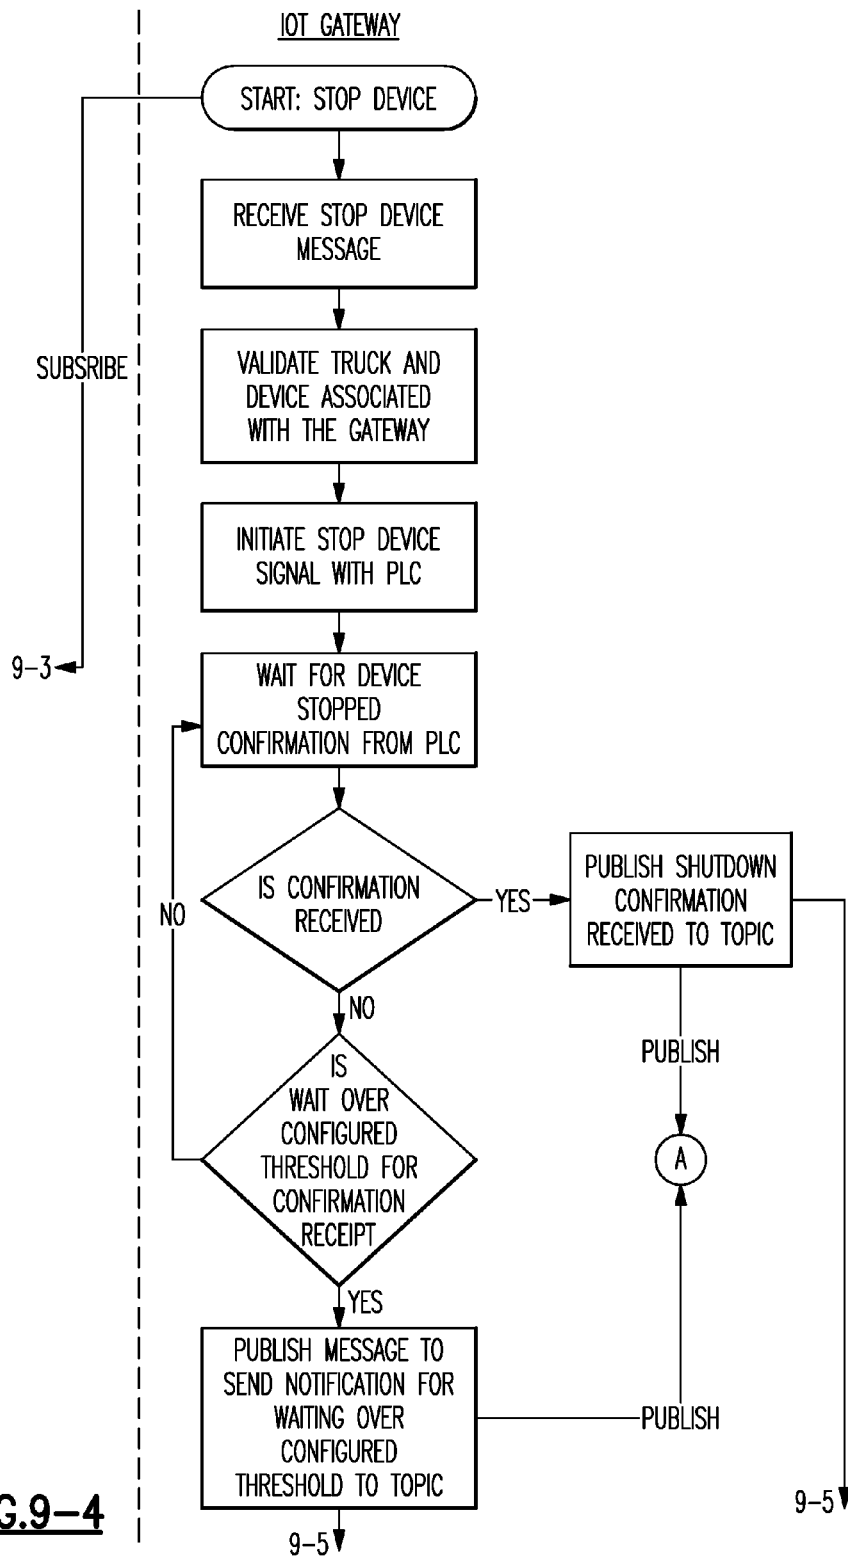 IOT GATEWAY
START: STOP DEVICE
RECEIVE STOP DEVICE
MESSAGE
SUBSRIBE
VALIDATE TRUCK AND
DEVICE ASSOCIATED
WITH THE GATEWAY
INITIATE STOP DEVICE
SIGNAL WITH PLC
9-3
WAIT FOR DEVICE
STOPPED
CONFIRMATION FROM PLC
NO
IS CONFIRMATION
RECEIVED
YES
PUBLISH SHUTDOWN
CONFIRMATION
RECEIVED TO TOPIC
NO
PUBLISH
IS
WAIT OVER
CONFIGURED
THRESHOLD FOR
CONFIRMATION
RECEIPT
A
YES
PUBLISH MESSAGE TO
SEND NOTIFICATION FOR
WAITING OVER
CONFIGURED
THRESHOLD TO TOPIC
PUBLISH
9-5
9-5
G.9-4